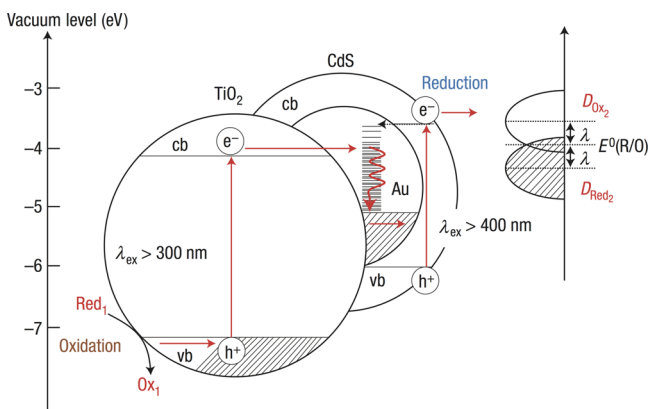 Vacuum level (eV)
–3
–4
–5
–6
–7
TiO₂
CdS
cb
cb
e⁻
e⁻
Reduction
Au
λex > 300 nm
λex > 400 nm
vb
h⁺
Red₁
Oxidation
vb
h⁺
Ox₁
DOx₂
λ
E⁰(R/O)
λ
DRed₂